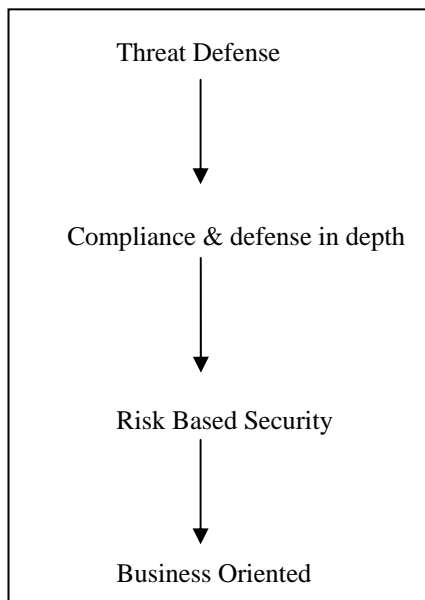 Threat Defense
Compliance & defense in depth
Risk Based Security
Business Oriented